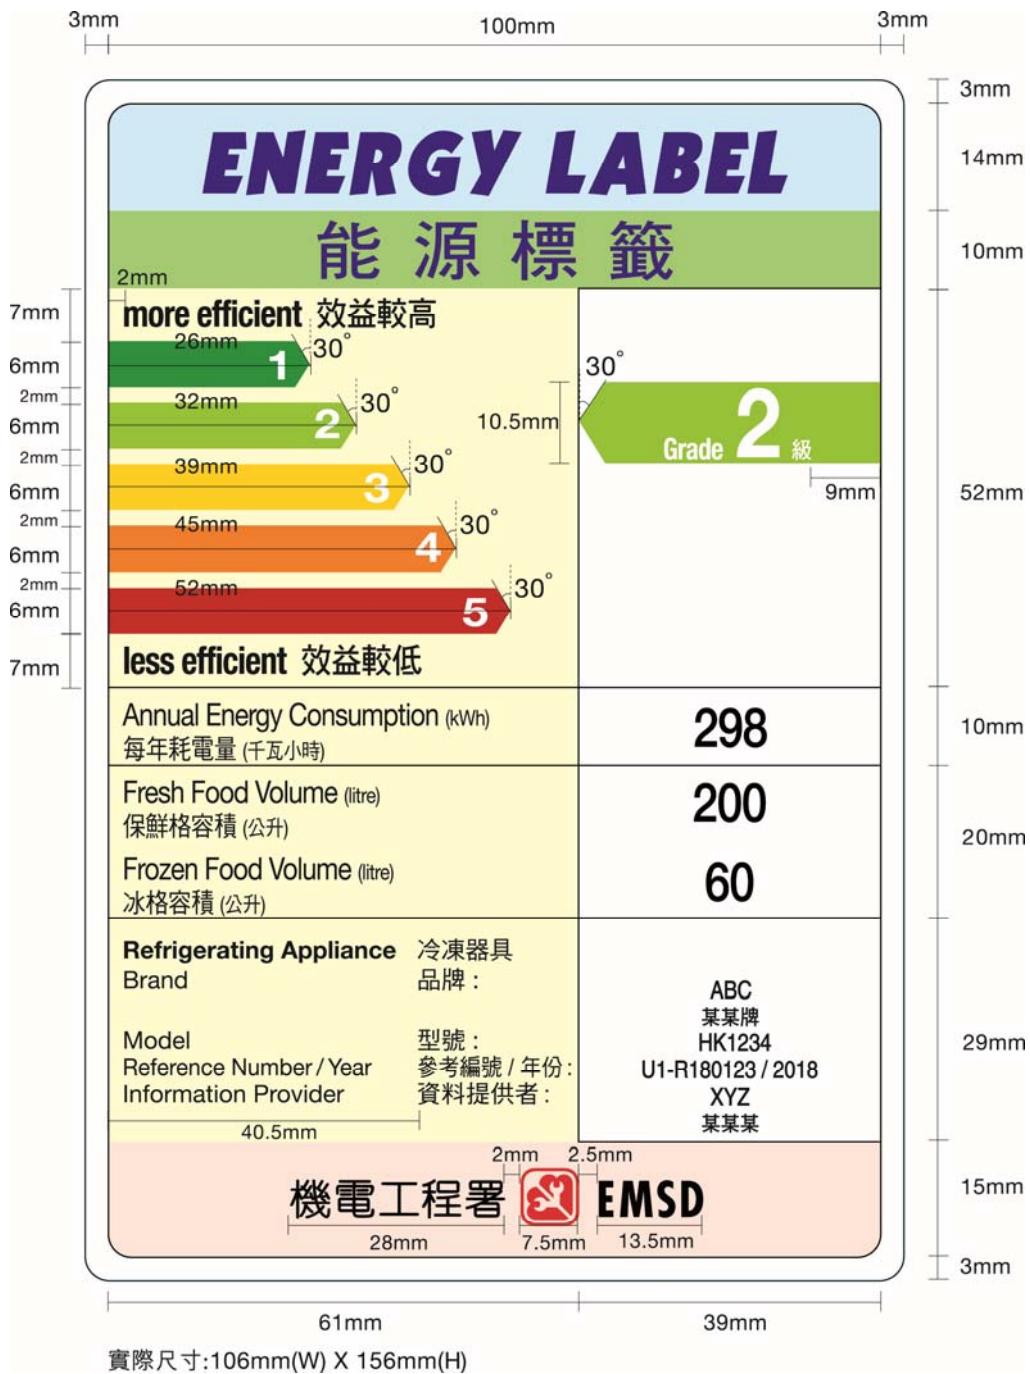 3mm 100mm 3mm
3mm
ENERGY LABEL
14mm
能源標籤
10mm
2mm
7mm
more efficient 效益較高
26mm 1 30°
6mm
2mm
32mm 2 30°
6mm
2mm
39mm 3 30°
6mm
2mm
45mm 4 30°
6mm
2mm
52mm 5 30°
6mm
7mm
less efficient 效益較低
30°
10.5mm
Grade 2 級
9mm
52mm
Annual Energy Consumption (kWh)
每年耗電量 (千瓦小時)
298
10mm
Fresh Food Volume (litre)
保鮮格容積 (公升)
200
Frozen Food Volume (litre)
冰格容積 (公升)
60
20mm
Refrigerating Appliance 冷凍器具
Brand 品牌 :
Model 型號 :
Reference Number / Year 參考編號 / 年份 :
Information Provider 資料提供者 :
ABC
某某牌
HK1234
U1-R180123 / 2018
XYZ
某某某
29mm
40.5mm
2mm 2.5mm
機電工程署 EMSD
28mm 7.5mm 13.5mm
15mm
3mm
61mm 39mm
實際尺寸:106mm(W) X 156mm(H)